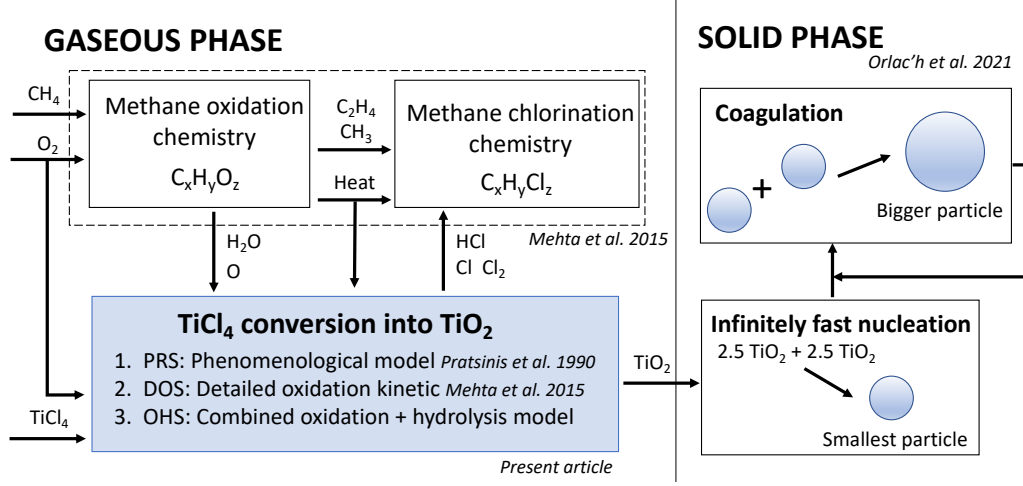 GASEOUS PHASE
CH₄
O₂
Methane oxidation
chemistry
CₓHᵧO_z
C₂H₄
CH₃
Heat
Methane chlorination
chemistry
CₓHᵧCl_z
Mehta et al. 2015
H₂O
O
HCl
Cl Cl₂
TiCl₄ conversion into TiO₂
1. PRS: Phenomenological model Pratsinis et al. 1990
2. DOS: Detailed oxidation kinetic Mehta et al. 2015
3. OHS: Combined oxidation + hydrolysis model
TiCl₄
Present article
TiO₂
SOLID PHASE
Orlac'h et al. 2021
Coagulation
+
Bigger particle
Infinitely fast nucleation
2.5 TiO₂ + 2.5 TiO₂
Smallest particle